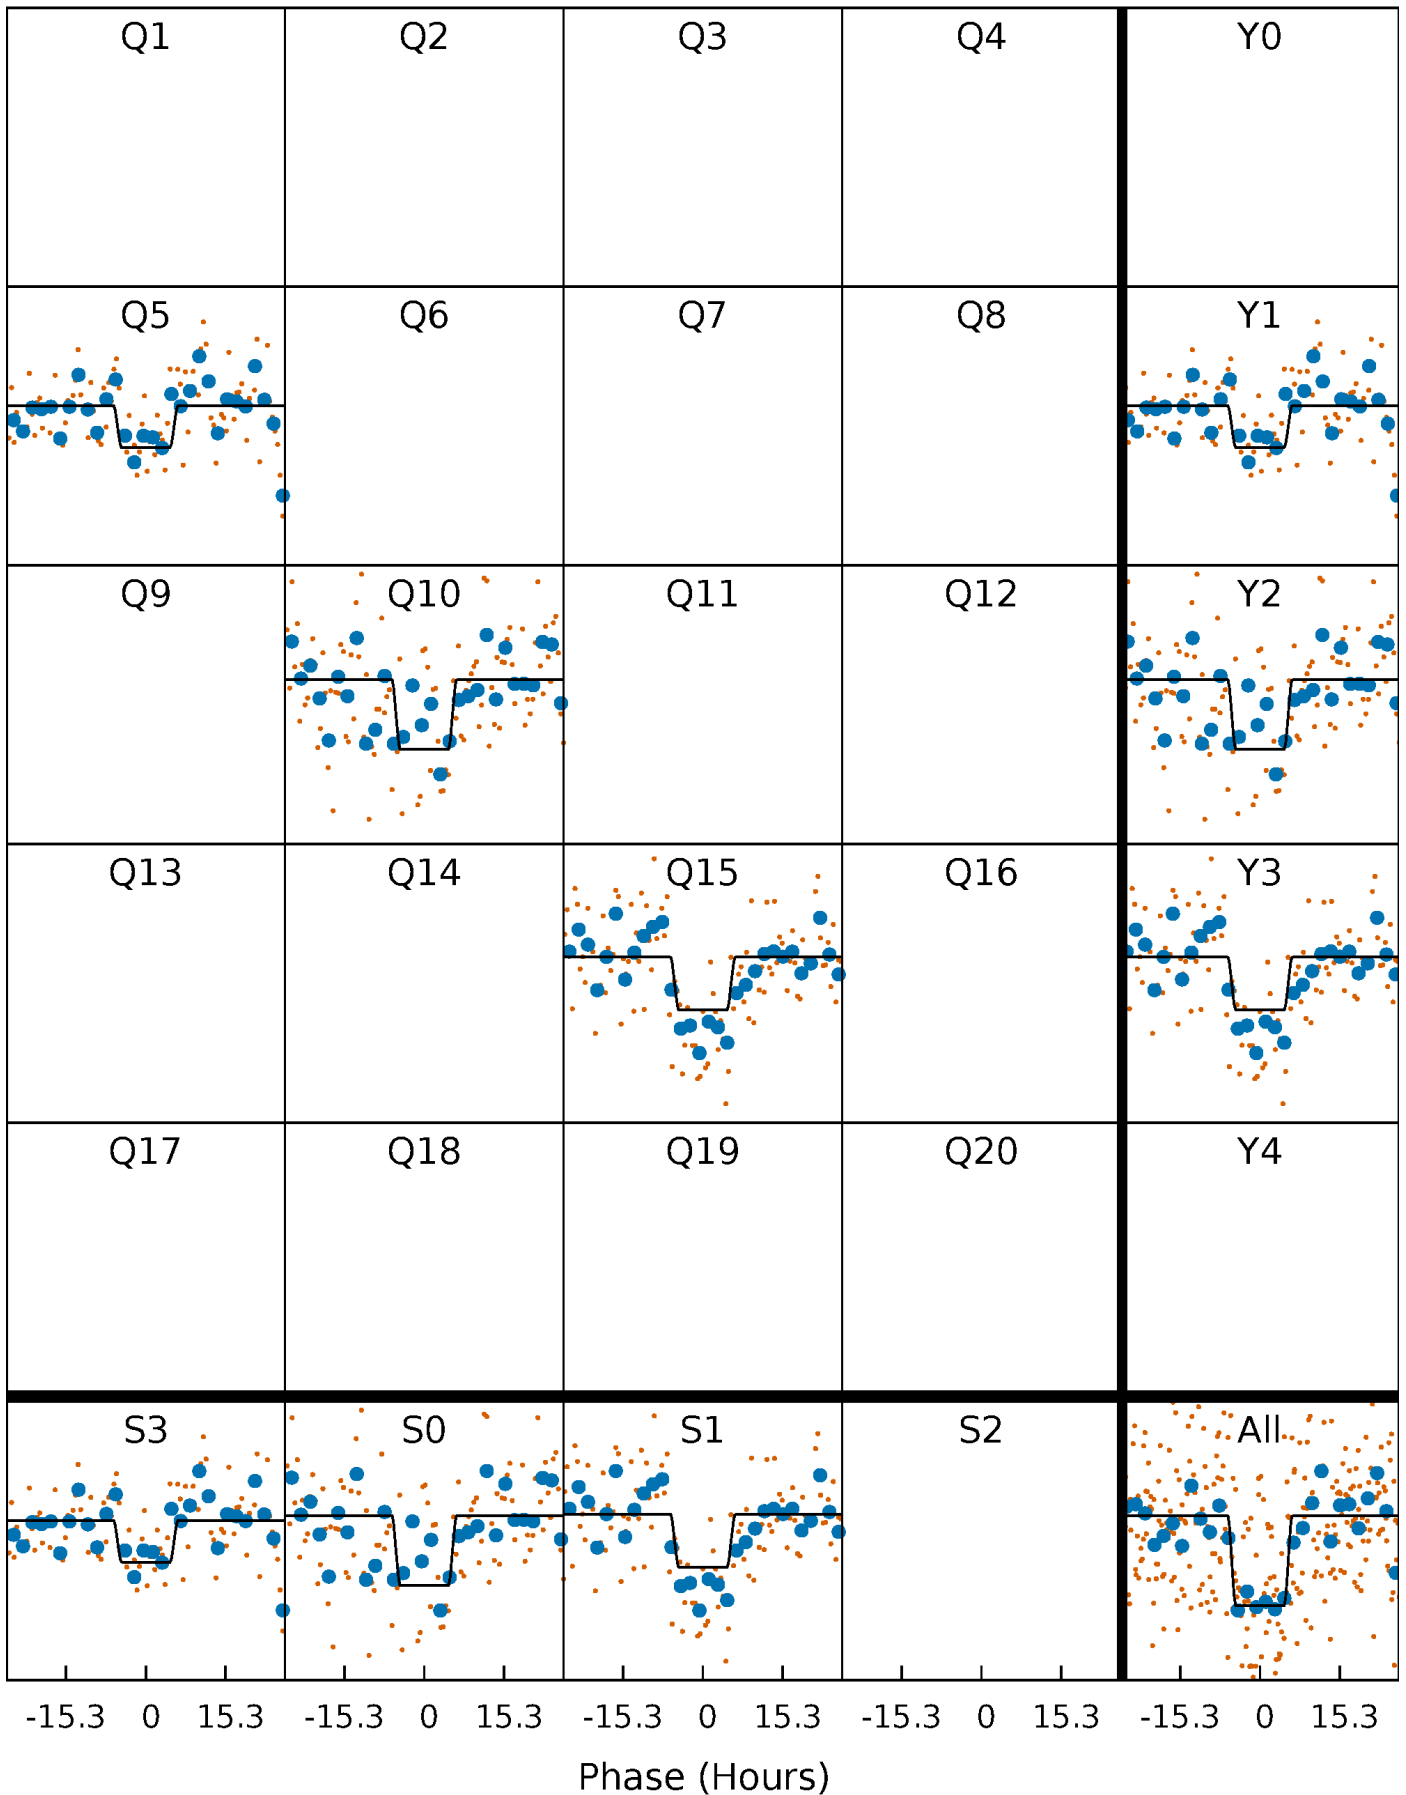 Q1 Q2 Q3 Q4 Y0
Q5 Q6 Q7 Q8 Y1
Q9 Q10 Q11 Q12 Y2
Q13 Q14 Q15 Q16 Y3
Q17 Q18 Q19 Q20 Y4
S3 S0 S1 S2 All
-15.3 0 15.3 -15.3 0 15.3 -15.3 0 15.3 -15.3 0 15.3 -15.3 0 15.3
Phase (Hours)